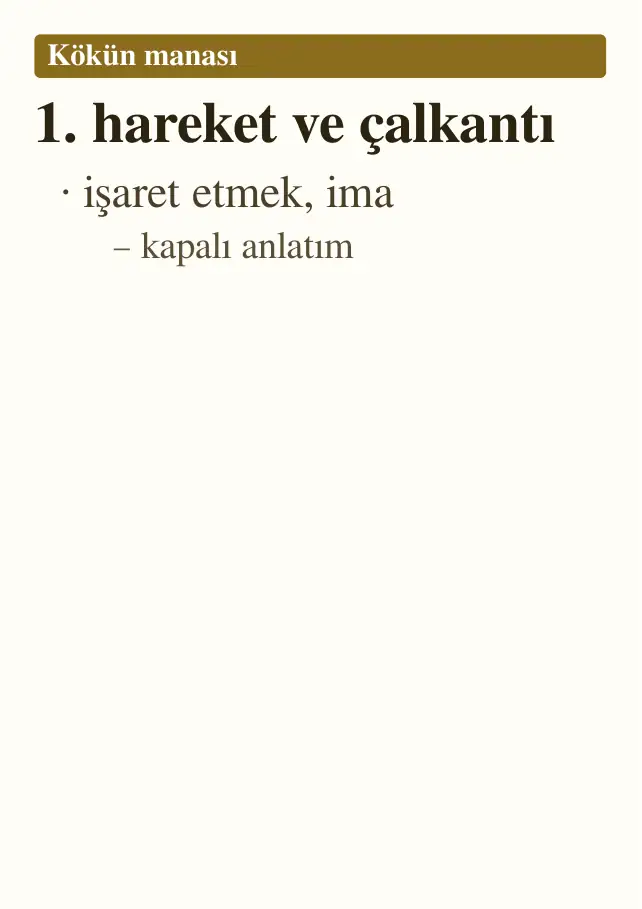 Kökün manası
1. hareket ve çalkantı
· işaret etmek, ima
– kapalı anlatım